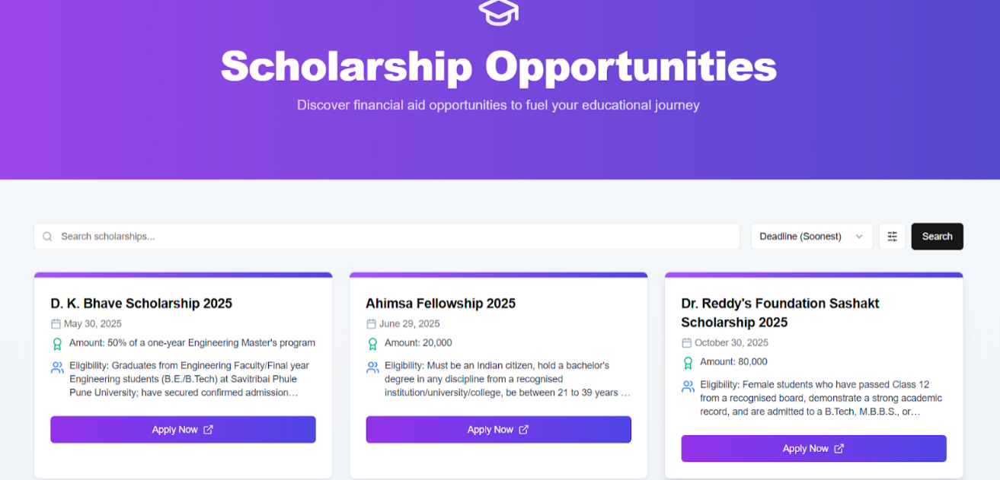 Scholarship Opportunities
Discover financial aid opportunities to fuel your educational journey
Search scholarships...
Deadline (Soonest)
Search
D. K. Bhave Scholarship 2025
May 30, 2025
Amount: 50% of a one-year Engineering Master's program
Eligibility: Graduates from Engineering Faculty/Final year
Engineering students (B.E./B.Tech) at Savitribai Phule
Pune University; have secured confirmed admission…
Apply Now
Ahimsa Fellowship 2025
June 29, 2025
Amount: 20,000
Eligibility: Must be an Indian citizen, hold a bachelor's
degree in any discipline from a recognised
institution/university/college, be between 21 to 39 years …
Apply Now
Dr. Reddy's Foundation Sashakt
Scholarship 2025
October 30, 2025
Amount: 80,000
Eligibility: Female students who have passed Class 12
from a recognised board, demonstrate a strong academic
record, and are admitted to a B.Tech, M.B.B.S., or…
Apply Now